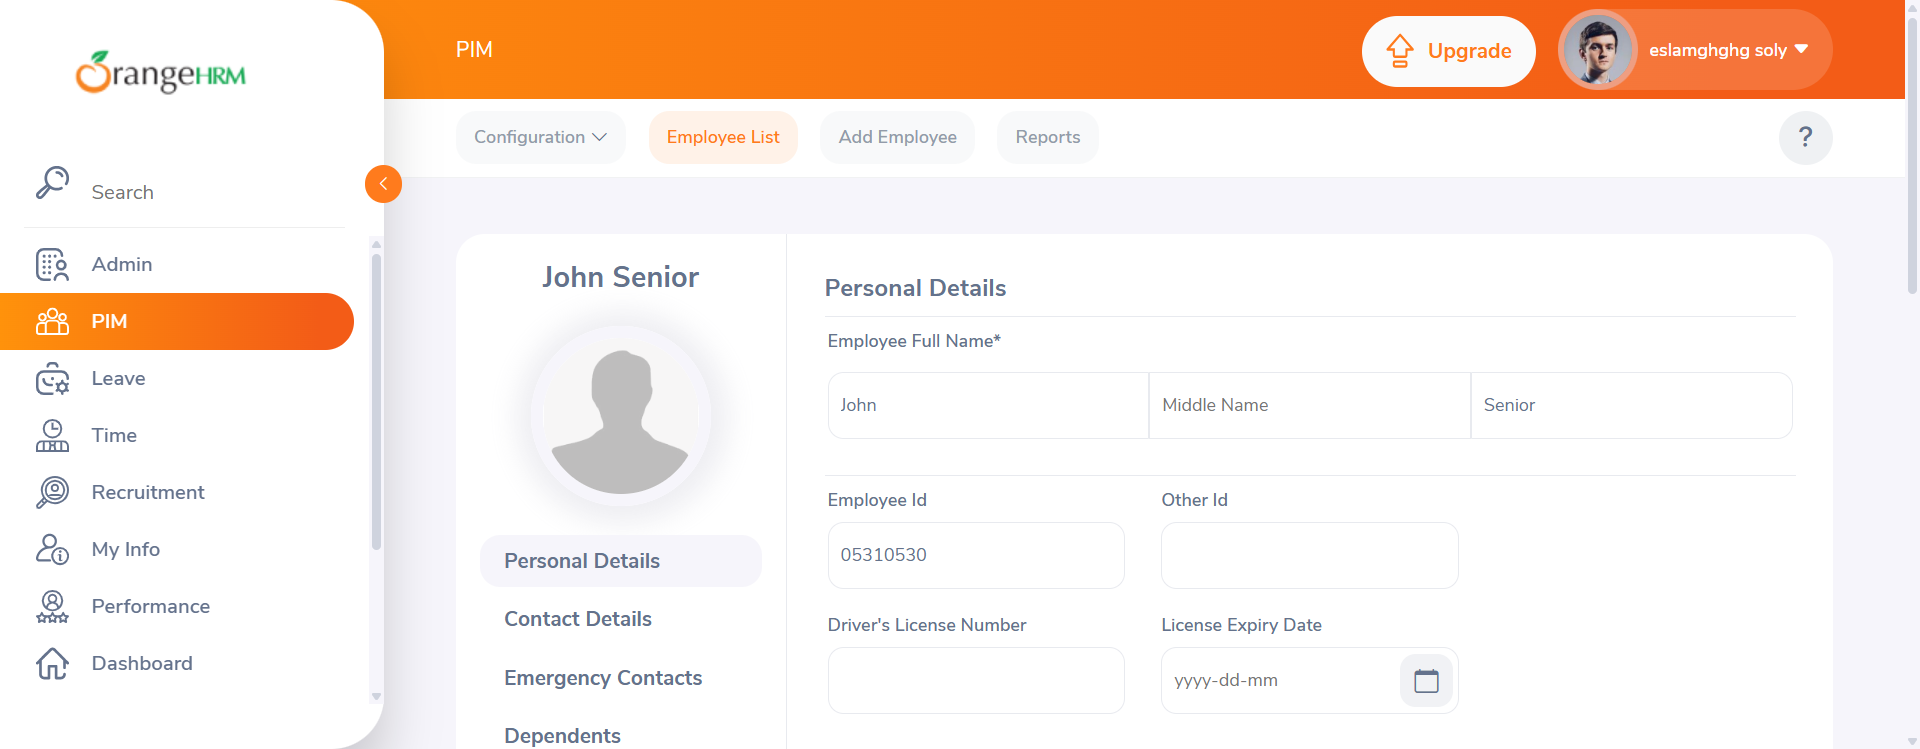 OrangeHRM
Search
Admin
PIM
Leave
Time
Recruitment
My Info
Performance
Dashboard
PIM
Upgrade
eslamghghg soly
Configuration
Employee List
Add Employee
Reports
?
John Senior
Personal Details
Contact Details
Emergency Contacts
Dependents
Personal Details
Employee Full Name*
John
Middle Name
Senior
Employee Id
Other Id
05310530
Driver's License Number
License Expiry Date
yyyy-dd-mm